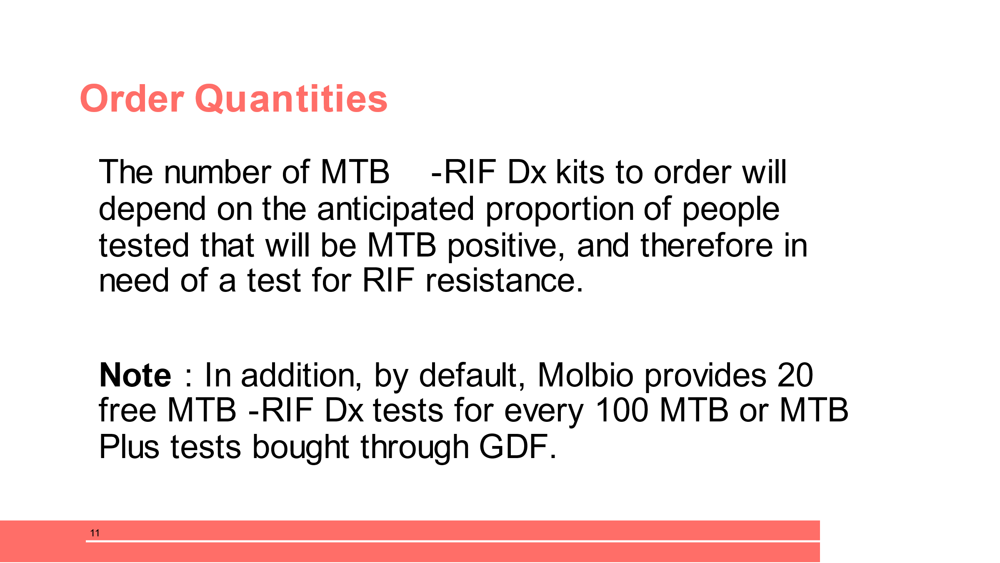 Order Quantities
The number of MTB -RIF Dx kits to order will
depend on the anticipated proportion of people
tested that will be MTB positive, and therefore in
need of a test for RIF resistance.
Note : In addition, by default, Molbio provides 20
free MTB -RIF Dx tests for every 100 MTB or MTB
Plus tests bought through GDF.
11